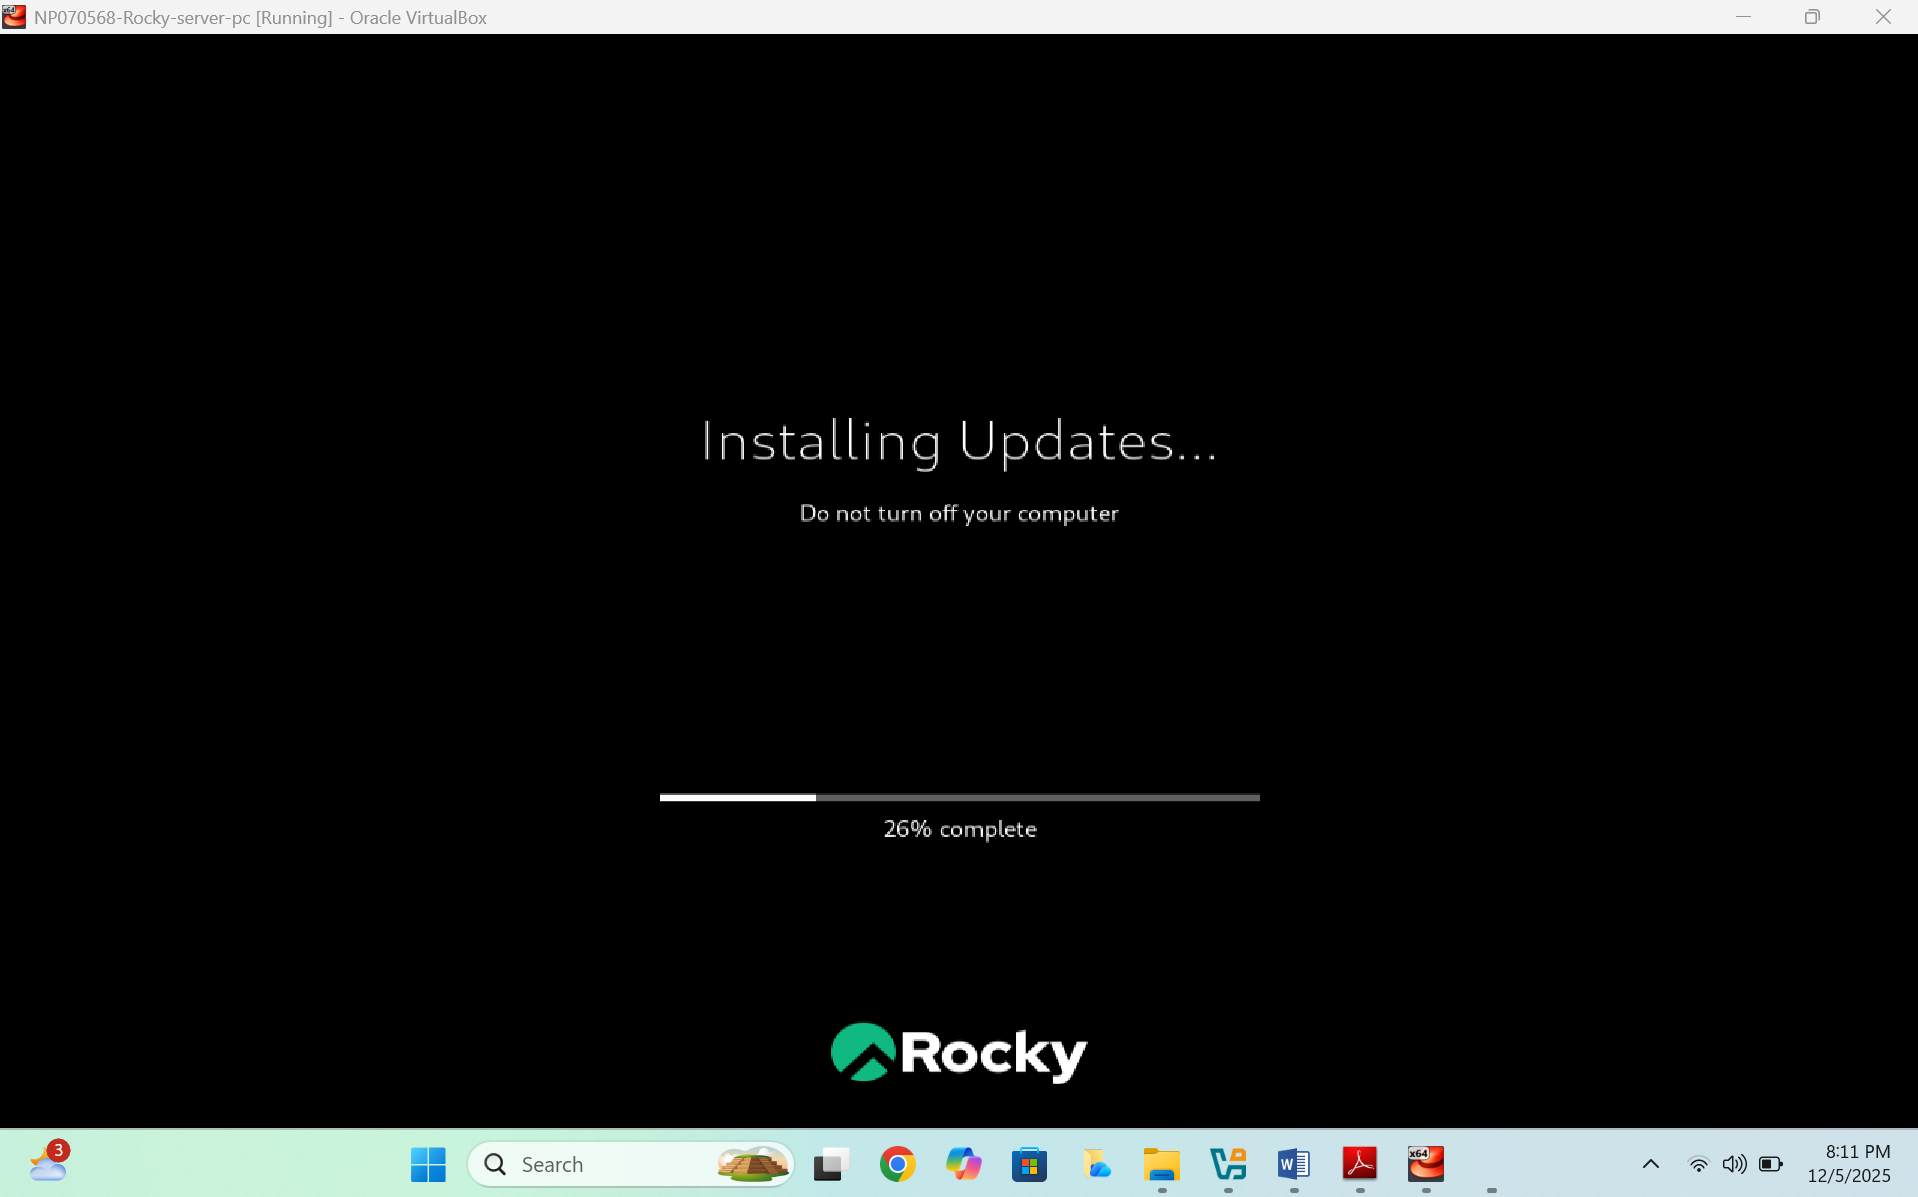 NP070568-Rocky-server-pc [Running] - Oracle VirtualBox
Installing Updates...
Do not turn off your computer
26% complete
Rocky
3
Search
x64
8:11 PM
12/5/2025